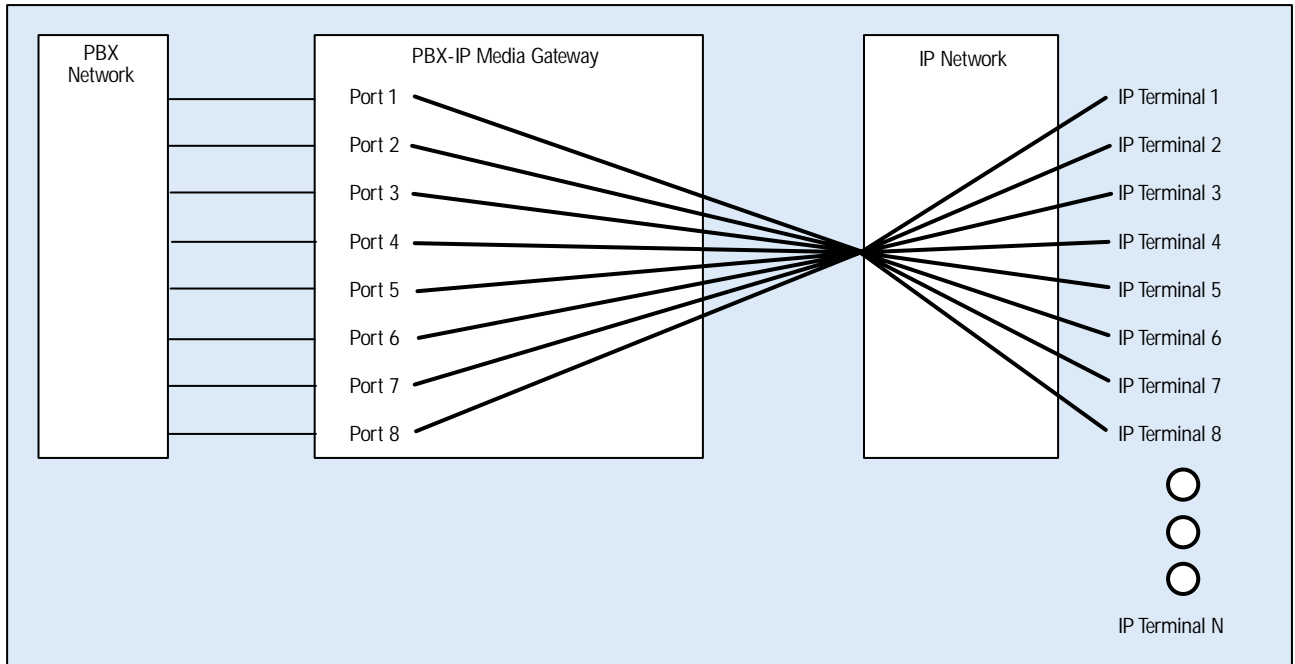 PBX
Network
PBX-IP Media Gateway
IP Network
Port 1
Port 2
Port 3
Port 4
Port 5
Port 6
Port 7
Port 8
IP Terminal 1
IP Terminal 2
IP Terminal 3
IP Terminal 4
IP Terminal 5
IP Terminal 6
IP Terminal 7
IP Terminal 8
IP Terminal N